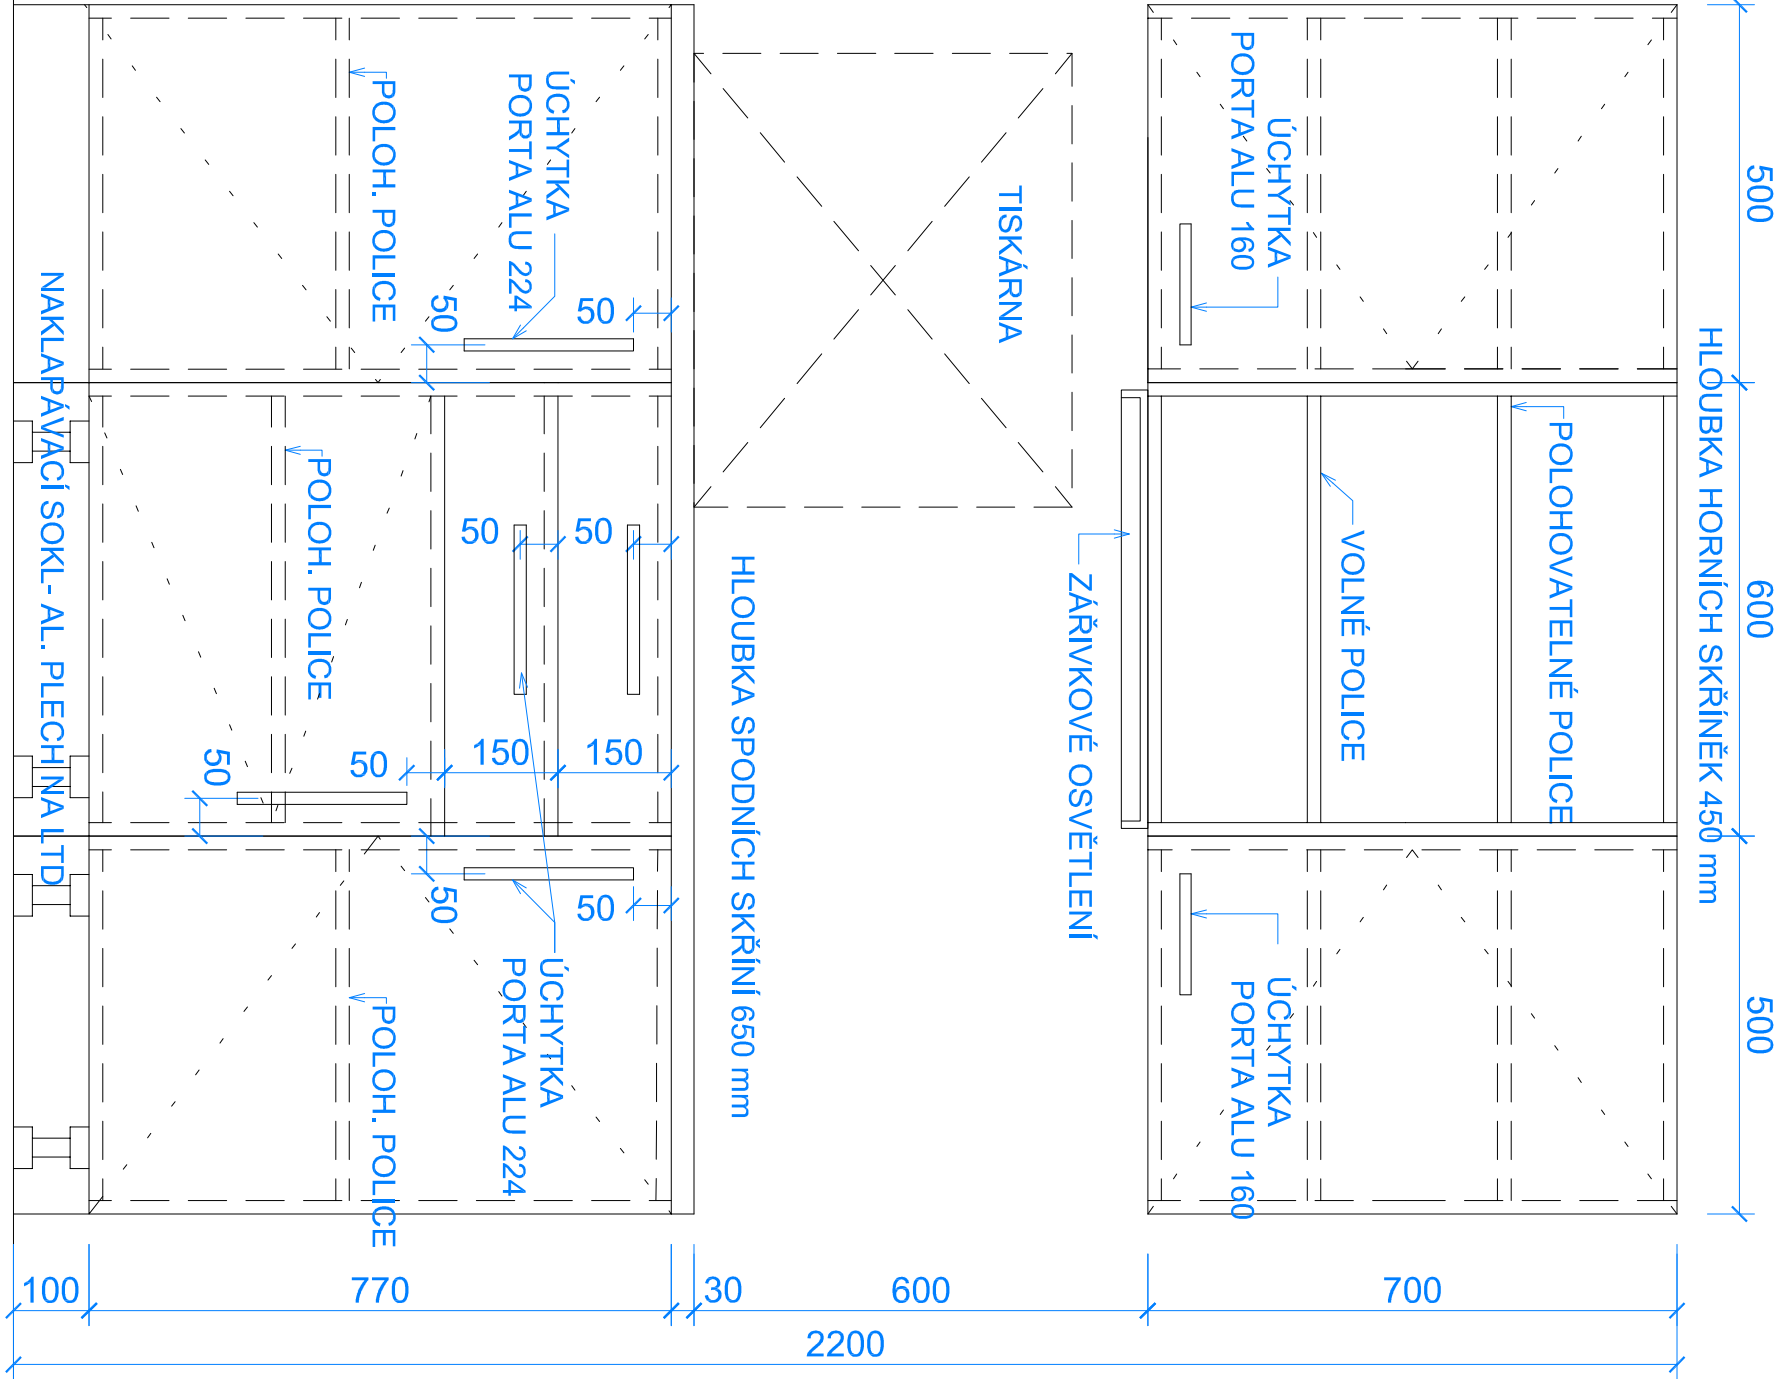 500
600
500
HLOUBKA HORNÍCH SKŘÍNĚK 450 mm
ÚCHYTKA
PORTA ALU 160
POLOHOVATELNÉ POLICE
VOLNÉ POLICE
ÚCHYTKA
PORTA ALU 160
ZÁŘIVKOVÉ OSVĚTLENÍ
TISKÁRNA
HLOUBKA SPODNÍCH SKŘÍNÍ 650 mm
ÚCHYTKA
PORTA ALU 224
50
50
POLOH. POLICE
50
50
150
150
50
50
POLOH. POLICE
50
50
ÚCHYTKA
PORTA ALU 224
POLOH. POLICE
NAKLAPÁVACÍ SOKL- AL. PLECH NA LTD
100
770
30
600
700
2200